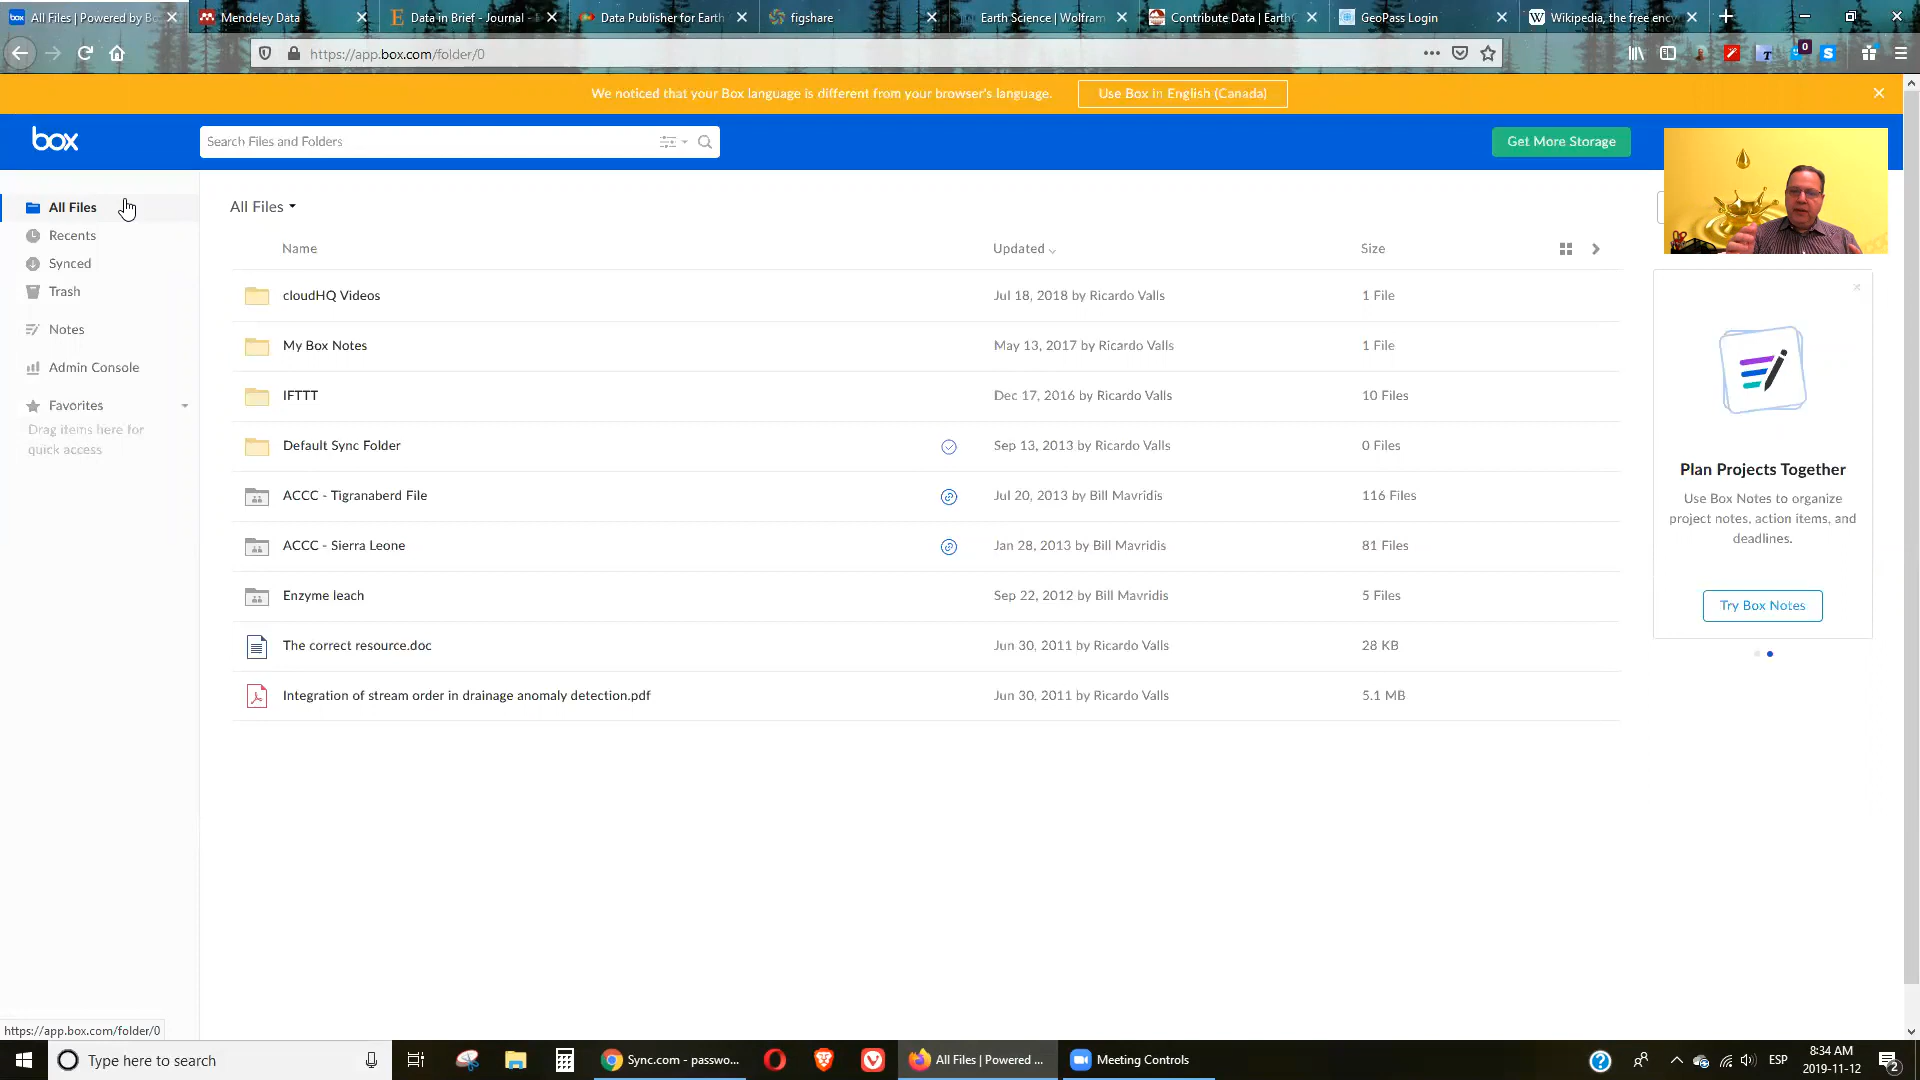 All Files | Powered by Bo
Mendeley Data
Data in Brief - Journal - E
Data Publisher for Earth
figshare
Earth Science | Wolfram
Contribute Data | EarthC
GeoPass Login
Wikipedia, the free enc
https://app.box.com/folder/0
0
We noticed that your Box language is different from your browser's language.
Use Box in English (Canada)
box
Search Files and Folders
Get More Storage
All Files
Recents
Synced
Trash
Notes
Admin Console
Favorites
Drag items here for
quick access
All Files
Name
Updated
Size
cloudHQ Videos
Jul 18, 2018 by Ricardo Valls
1 File
My Box Notes
May 13, 2017 by Ricardo Valls
1 File
IFTTT
Dec 17, 2016 by Ricardo Valls
10 Files
Default Sync Folder
Sep 13, 2013 by Ricardo Valls
0 Files
ACCC - Tigranaberd File
Jul 20, 2013 by Bill Mavridis
116 Files
ACCC - Sierra Leone
Jan 28, 2013 by Bill Mavridis
81 Files
Enzyme leach
Sep 22, 2012 by Bill Mavridis
5 Files
The correct resource.doc
Jun 30, 2011 by Ricardo Valls
28 KB
Integration of stream order in drainage anomaly detection.pdf
Jun 30, 2011 by Ricardo Valls
5.1 MB
Plan Projects Together
Use Box Notes to organize
project notes, action items, and
deadlines.
Try Box Notes
https://app.box.com/folder/0
Type here to search
Sync.com - passwo...
All Files | Powered ...
Meeting Controls
ESP
8:34 AM
2019-11-12
2